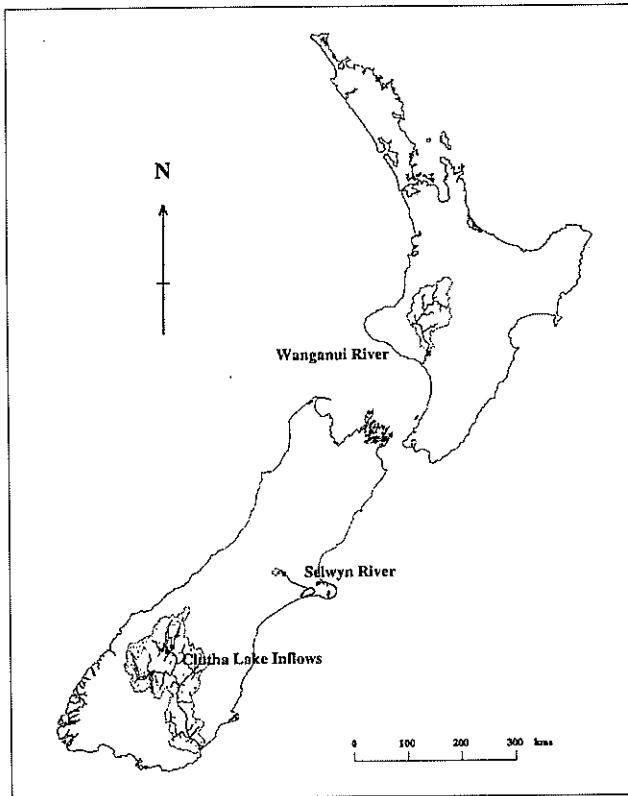 N
Wanganui River
Selwyn River
Clutha Lake Inflows
0 100 200 300 kms